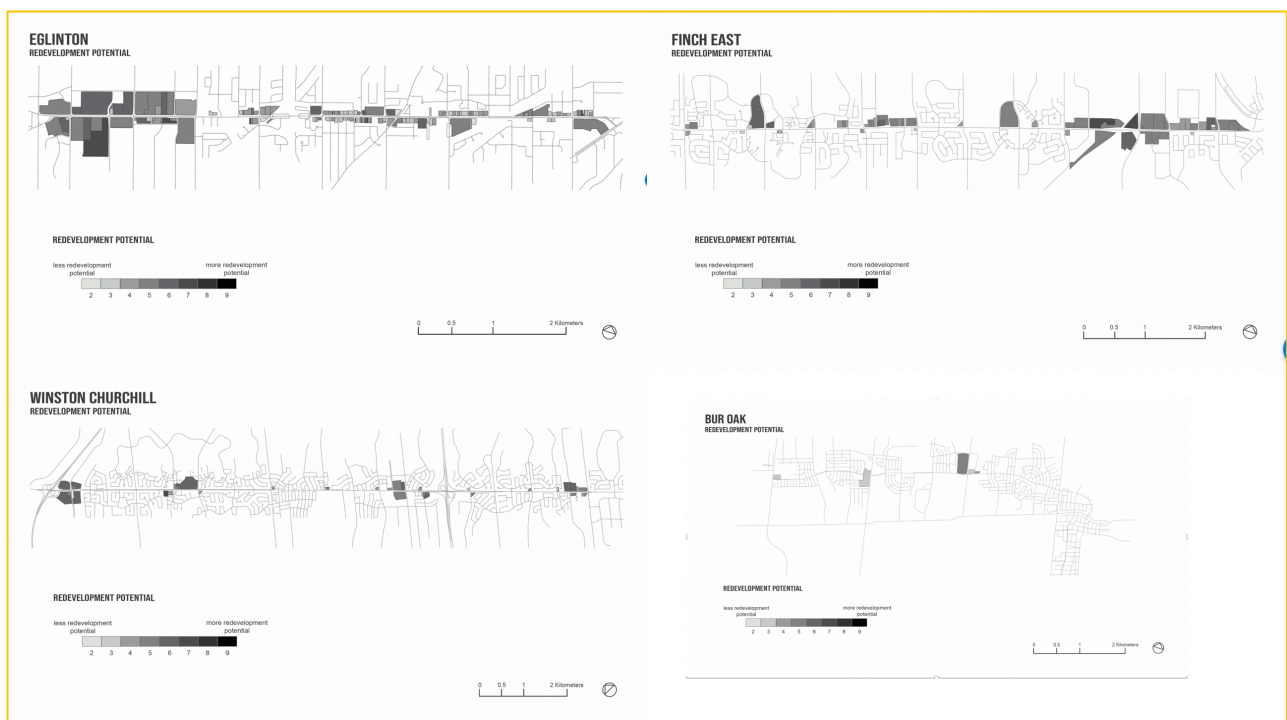 EGLINTON
REDEVELOPMENT POTENTIAL
REDEVELOPMENT POTENTIAL
less redevelopment potential
more redevelopment potential
2 3 4 5 6 7 8 9
0 0.5 1 2 Kilometers
FINCH EAST
REDEVELOPMENT POTENTIAL
REDEVELOPMENT POTENTIAL
less redevelopment potential
more redevelopment potential
2 3 4 5 6 7 8 9
0 0.5 1 2 Kilometers
WINSTON CHURCHILL
REDEVELOPMENT POTENTIAL
REDEVELOPMENT POTENTIAL
less redevelopment potential
more redevelopment potential
2 3 4 5 6 7 8 9
0 0.5 1 2 Kilometers
BUR OAK
REDEVELOPMENT POTENTIAL
REDEVELOPMENT POTENTIAL
less redevelopment potential
more redevelopment potential
2 3 4 5 6 7 8 9
0 0.5 1 2 Kilometers